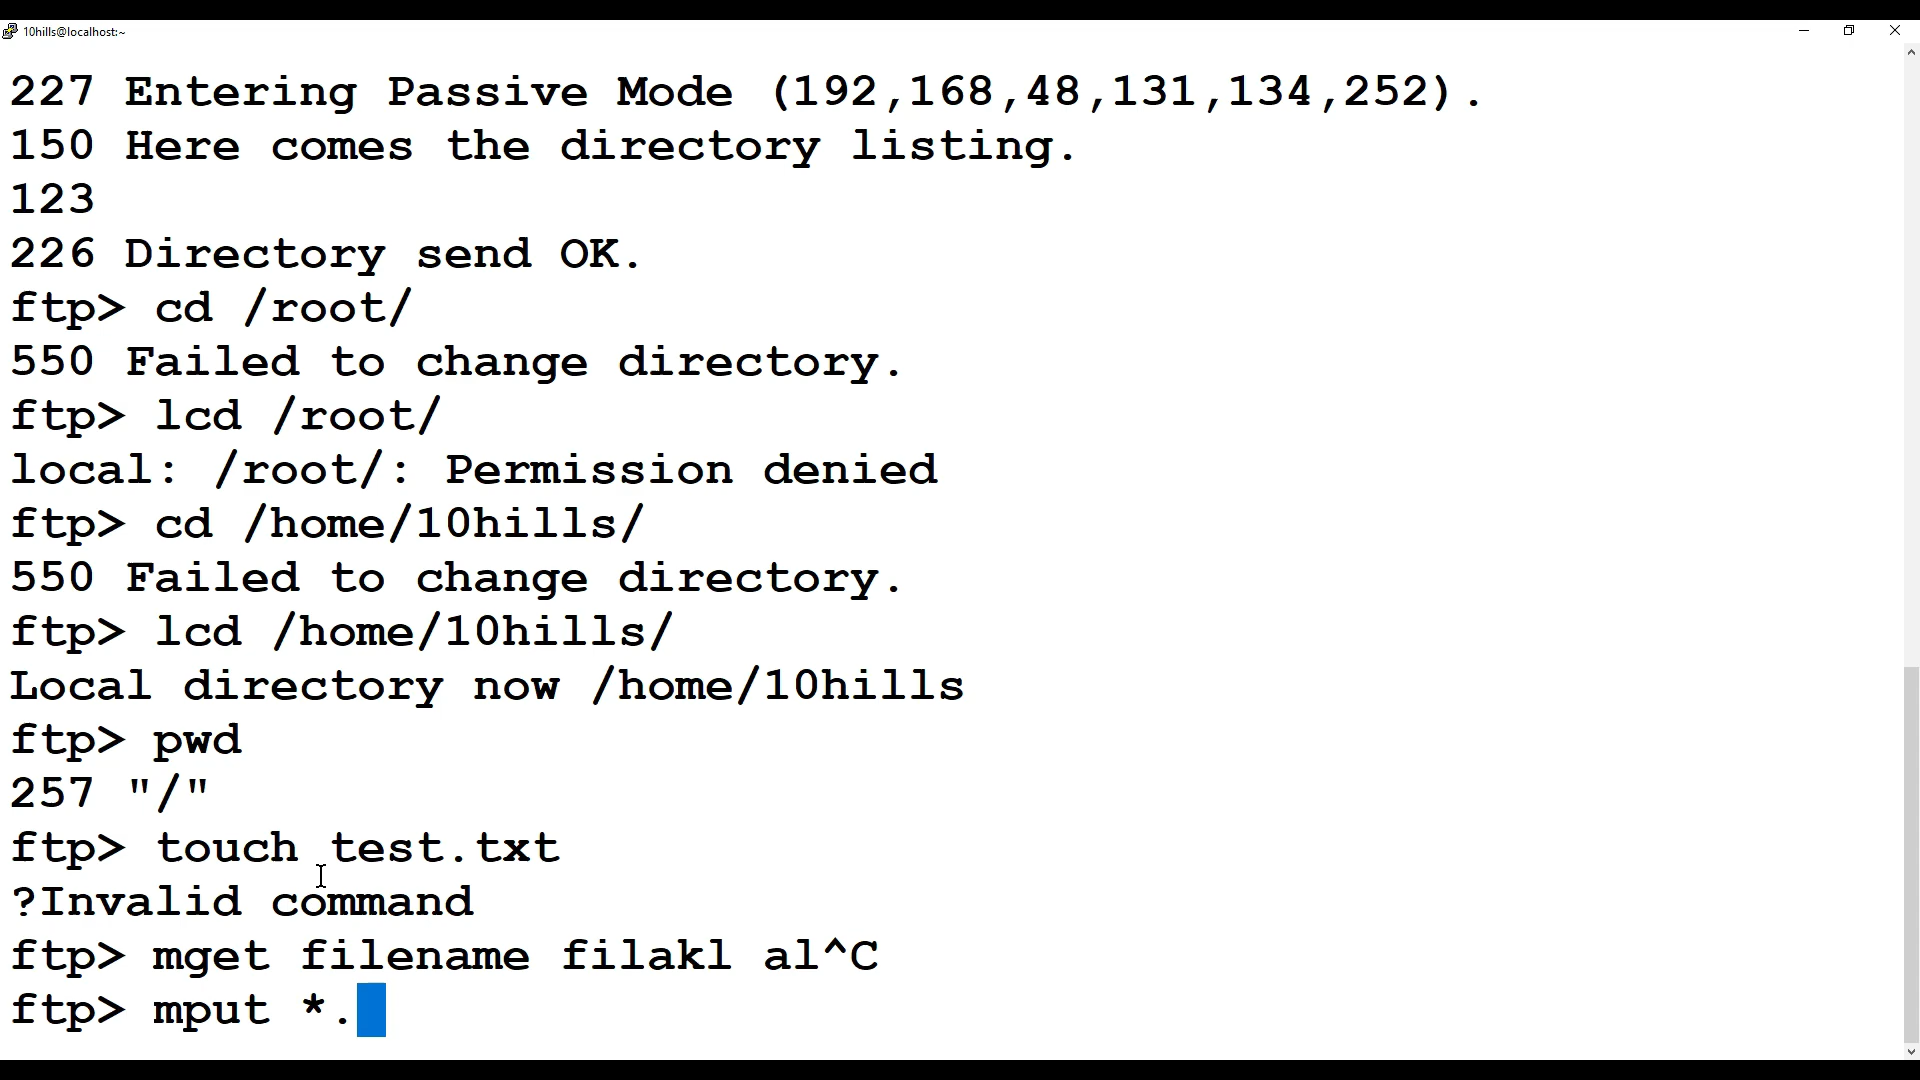 10hills@localhost:~
227 Entering Passive Mode (192,168,48,131,134,252).
150 Here comes the directory listing.
123
226 Directory send OK.
ftp> cd /root/
550 Failed to change directory.
ftp> lcd /root/
local: /root/: Permission denied
ftp> cd /home/10hills/
550 Failed to change directory.
ftp> lcd /home/10hills/
Local directory now /home/10hills
ftp> pwd
257 "/"
ftp> touch test.txt
?Invalid command
ftp> mget filename filakl al^C
ftp> mput *.